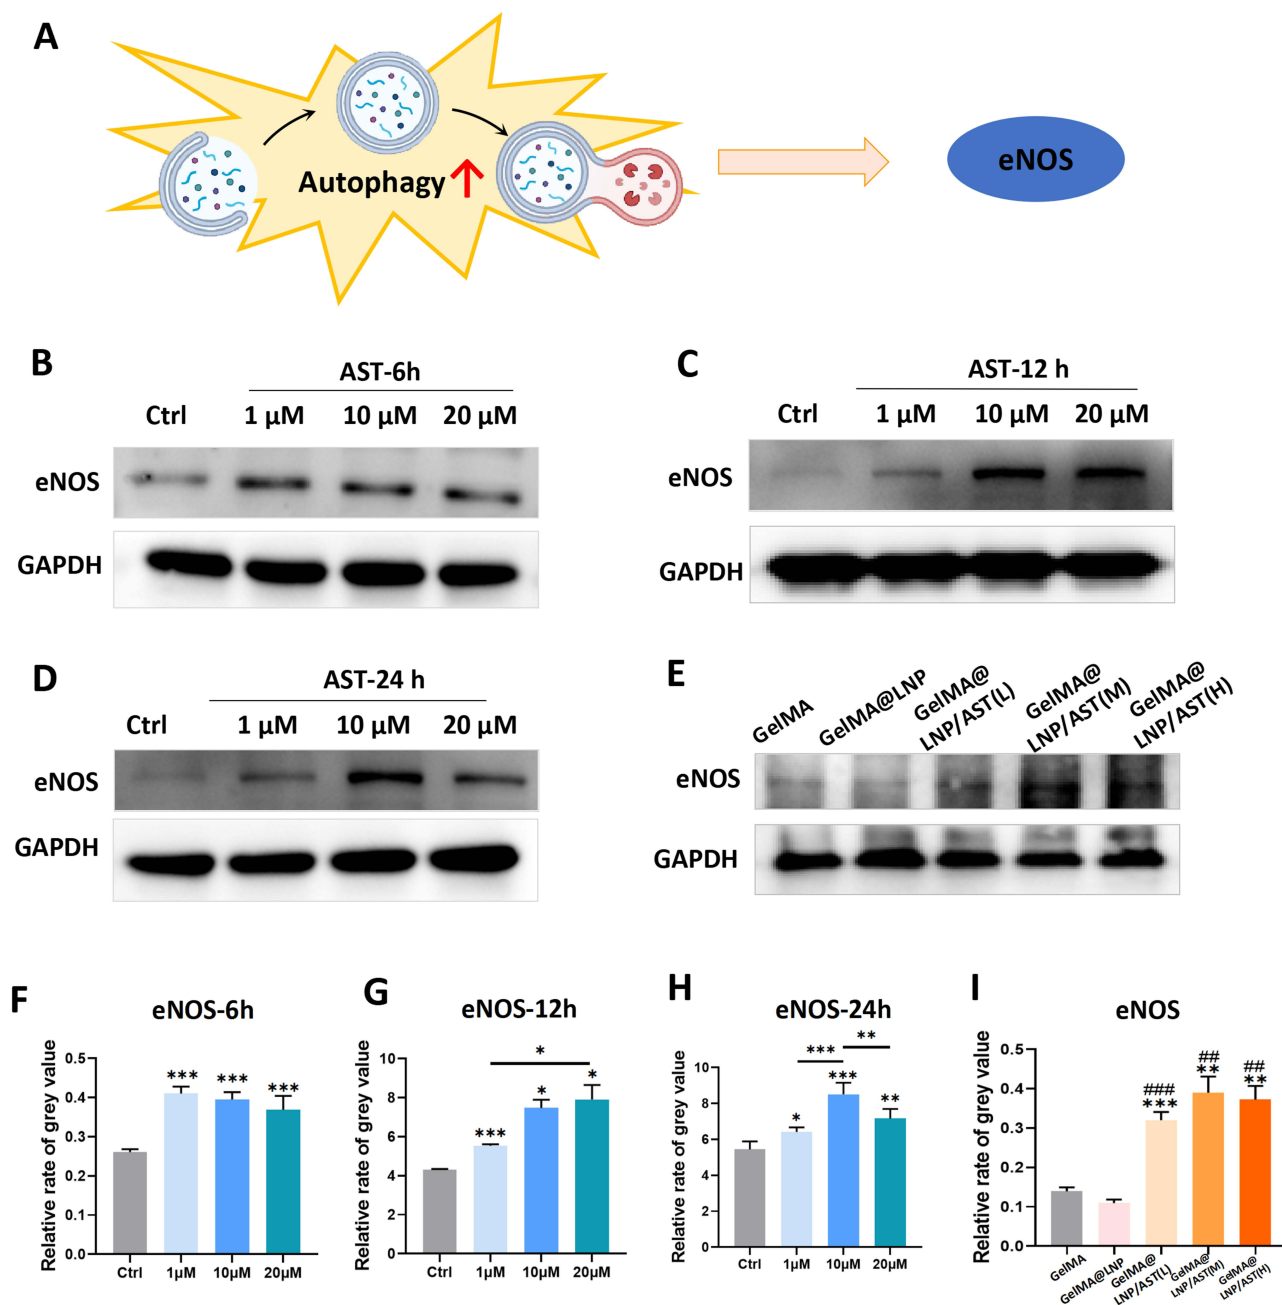 A
Autophagy
eNOS
B
AST-6h
Ctrl 1 μM 10 μM 20 μM
eNOS
GAPDH
C
AST-12 h
Ctrl 1 μM 10 μM 20 μM
eNOS
GAPDH
D
AST-24 h
Ctrl 1 μM 10 μM 20 μM
eNOS
GAPDH
E
GelMA
GelMA@LNP
GelMA@
LNP/AST(L)
GelMA@
LNP/AST(M)
GelMA@
LNP/AST(H)
eNOS
GAPDH
F
eNOS-6h
Relative rate of grey value
0.5
0.4
0.3
0.2
0.1
0.0
*** *** ***
Ctrl 1μM 10μM 20μM
G
eNOS-12h
Relative rate of grey value
10
8
6
4
2
0
*
*** * *
Ctrl 1μM 10μM 20μM
H
eNOS-24h
Relative rate of grey value
10
8
6
4
2
0
*** **
* *** **
Ctrl 1μM 10μM 20μM
I
eNOS
Relative rate of grey value
0.5
0.4
0.3
0.2
0.1
0.0
### ## ##
*** ** **
GelMA
GelMA@LNP
GelMA@
LNP/AST(L)
GelMA@
LNP/AST(M)
GelMA@
LNP/AST(H)